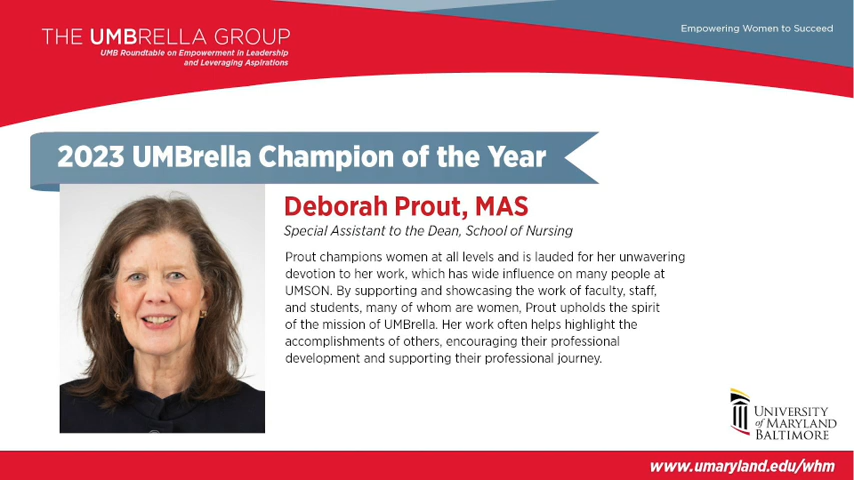 THE UMBRELLA GROUP
UMB Roundtable on Empowerment in Leadership
and Leveraging Aspirations
Empowering Women to Succeed
2023 UMBrella Champion of the Year
Deborah Prout, MAS
Special Assistant to the Dean, School of Nursing
Prout champions women at all levels and is lauded for her unwavering
devotion to her work, which has wide influence on many people at
UMSON. By supporting and showcasing the work of faculty, staff,
and students, many of whom are women, Prout upholds the spirit
of the mission of UMBrella. Her work often helps highlight the
accomplishments of others, encouraging their professional
development and supporting their professional journey.
UNIVERSITY
of MARYLAND
BALTIMORE
www.umaryland.edu/whm